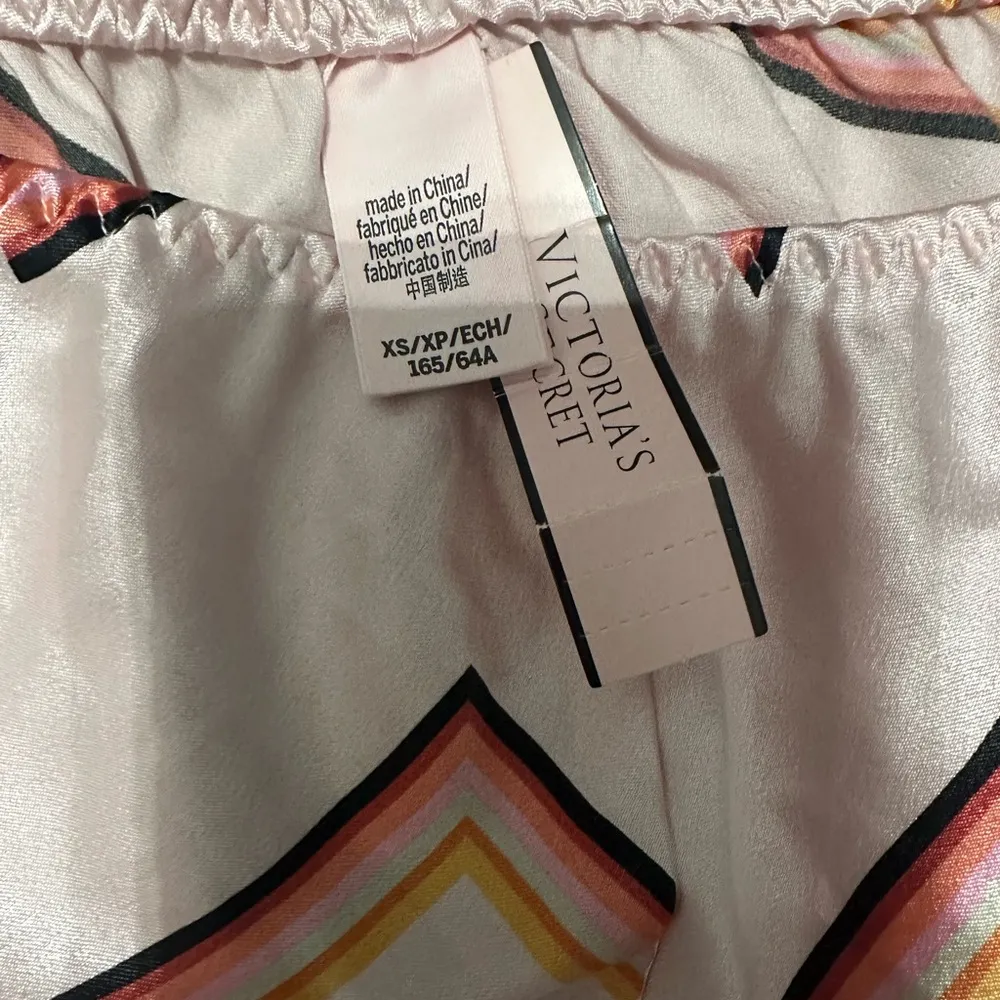 made in China/
fabriqué en Chine/
hecho en China/
fabbricato in Cina/
中国制造
XS/XP/ECH/
165/64A
VICTORIA'S
SECRET